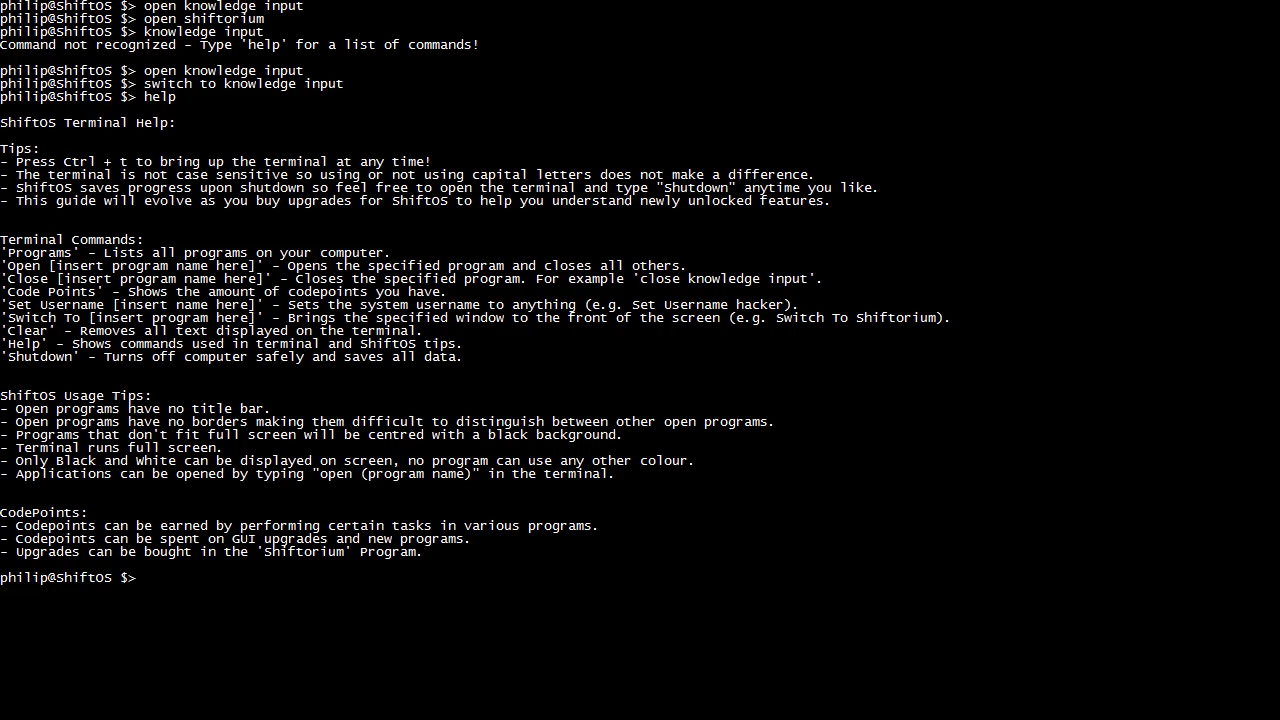 philip@ShiftOS $> open knowledge input
philip@ShiftOS $> open shiftorium
philip@ShiftOS $> knowledge input
Command not recognized - Type 'help' for a list of commands!
philip@ShiftOS $> open knowledge input
philip@ShiftOS $> switch to knowledge input
philip@ShiftOS $> help
ShiftOS Terminal Help:
Tips:
- Press Ctrl + t to bring up the terminal at any time!
- The terminal is not case sensitive so using or not using capital letters does not make a difference.
- ShiftOS saves progress upon shutdown so feel free to open the terminal and type "Shutdown" anytime you like.
- This guide will evolve as you buy upgrades for ShiftOS to help you understand newly unlocked features.
Terminal Commands:
'Programs' - Lists all programs on your computer.
'Open [insert program name here]' - Opens the specified program and closes all others.
'Close [insert program name here]' - Closes the specified program. For example 'close knowledge input'.
'Code Points' - Shows the amount of codepoints you have.
'Set Username [insert name here]' - Sets the system username to anything (e.g. Set Username hacker).
'Switch To [insert program here]' - Brings the specified window to the front of the screen (e.g. Switch To Shiftorium).
'Clear' - Removes all text displayed on the terminal.
'Help' - Shows commands used in terminal and ShiftOS tips.
'Shutdown' - Turns off computer safely and saves all data.
ShiftOS Usage Tips:
- Open programs have no title bar.
- Open programs have no borders making them difficult to distinguish between other open programs.
- Programs that don't fit full screen will be centred with a black background.
- Terminal runs full screen.
- Only Black and White can be displayed on screen, no program can use any other colour.
- Applications can be opened by typing "open (program name)" in the terminal.
CodePoints:
- Codepoints can be earned by performing certain tasks in various programs.
- Codepoints can be spent on GUI upgrades and new programs.
- Upgrades can be bought in the 'Shiftorium' Program.
philip@ShiftOS $>